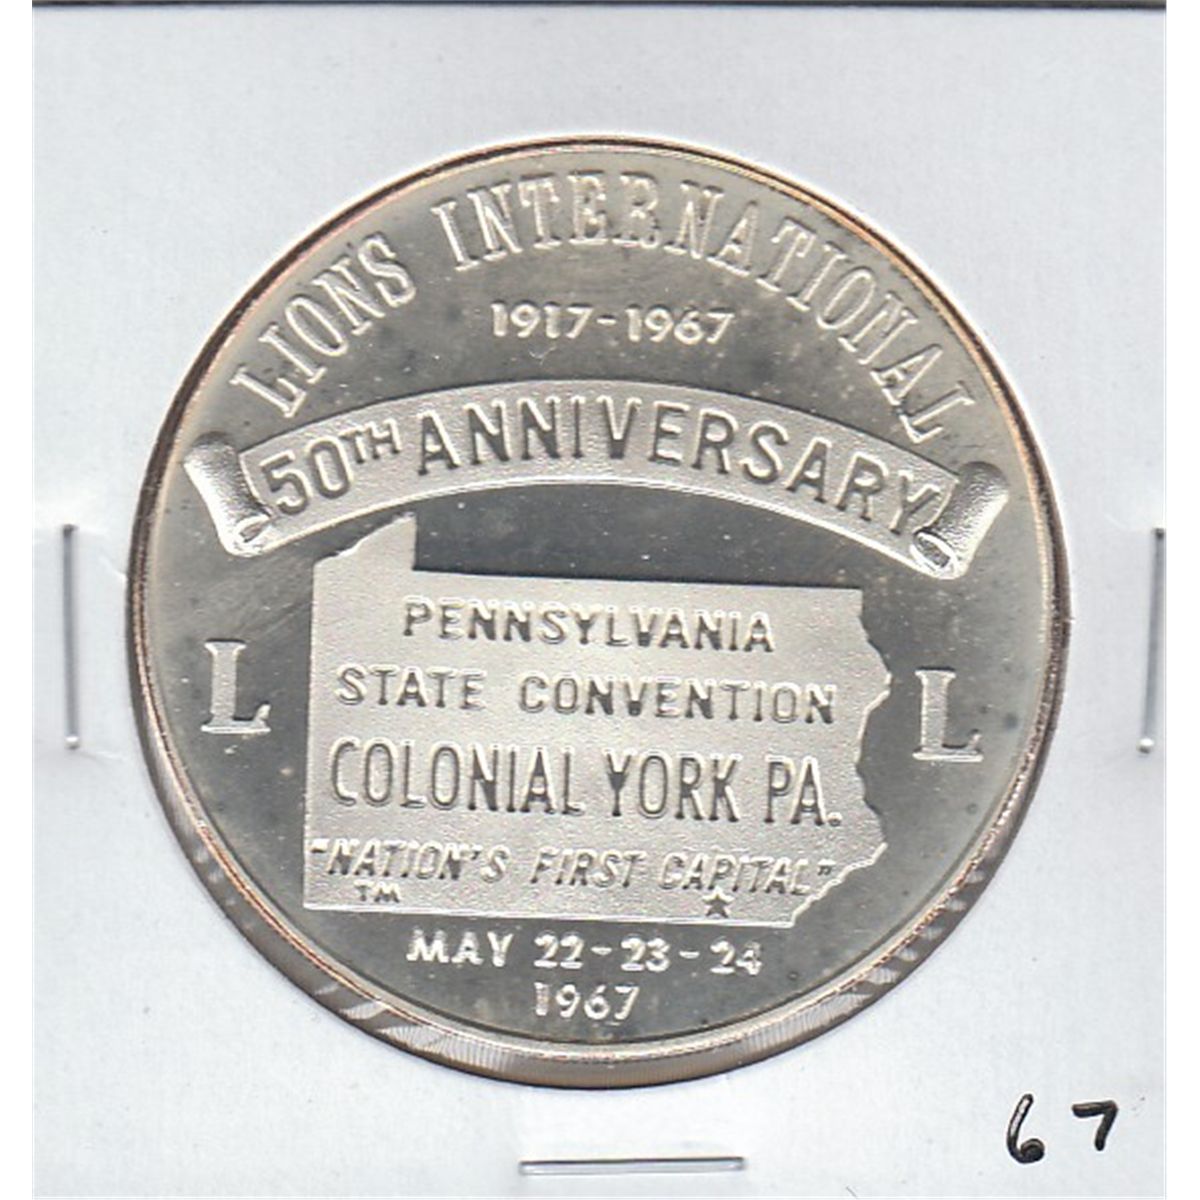 LIONS INTERNATIONAL
1917-1967
50TH ANNIVERSARY
L L
PENNSYLVANIA
STATE CONVENTION
COLONIAL YORK PA.
"NATION'S FIRST CAPITAL"
TM
MAY 22-23-24
1967
67